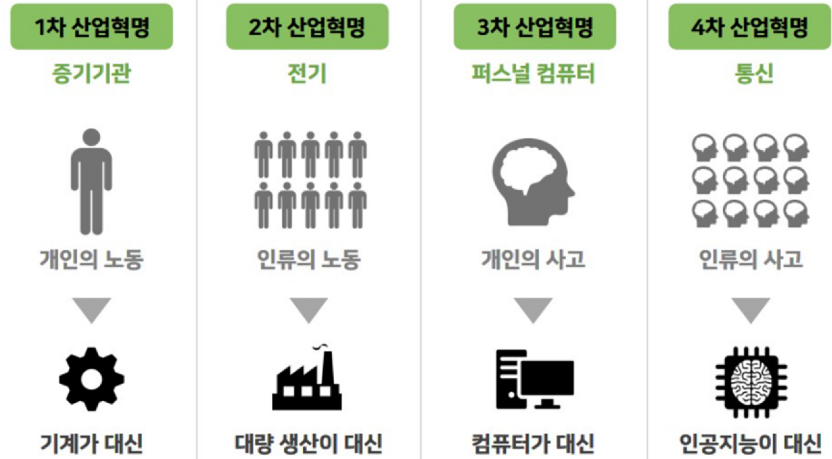 1차 산업혁명
증기기관
개인의 노동
기계가 대신
2차 산업혁명
전기
인류의 노동
대량 생산이 대신
3차 산업혁명
퍼스널 컴퓨터
개인의 사고
컴퓨터가 대신
4차 산업혁명
통신
인류의 사고
인공지능이 대신